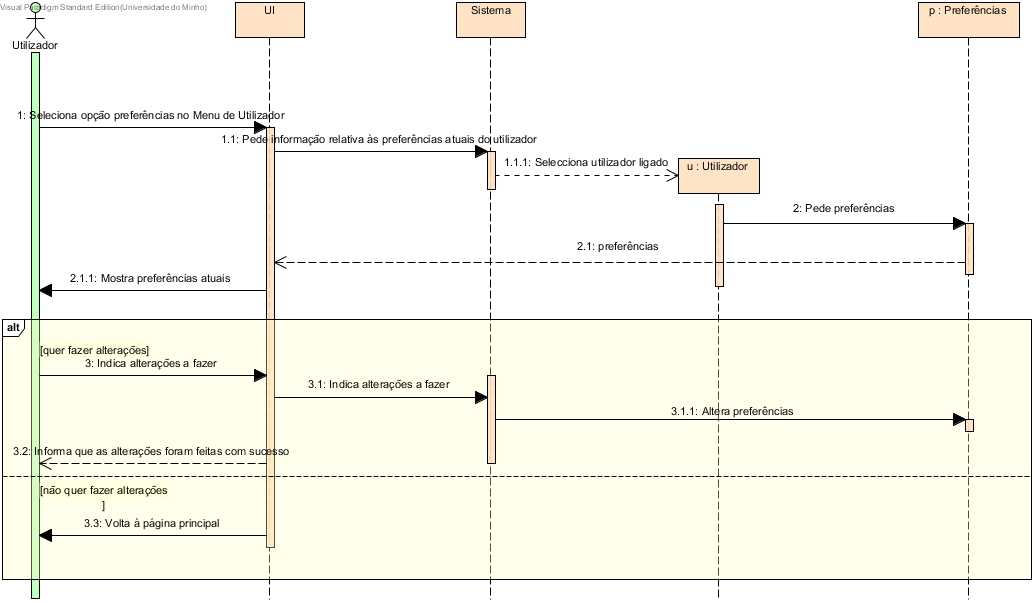 Visual Paradigm Standard Edition(Universidade do Minho)
UI
Sistema
p : Preferências
Utilizador
1: Seleciona opção preferências no Menu de Utilizador
1.1: Pede informação relativa às preferências atuais do utilizador
1.1.1: Selecciona utilizador ligado
u : Utilizador
2: Pede preferências
2.1: preferências
2.1.1: Mostra preferências atuais
alt
[quer fazer alterações]
3: Indica alterações a fazer
3.1: Indica alterações a fazer
3.1.1: Altera preferências
3.2: Informa que as alterações foram feitas com sucesso
[não quer fazer alterações
]
3.3: Volta à página principal